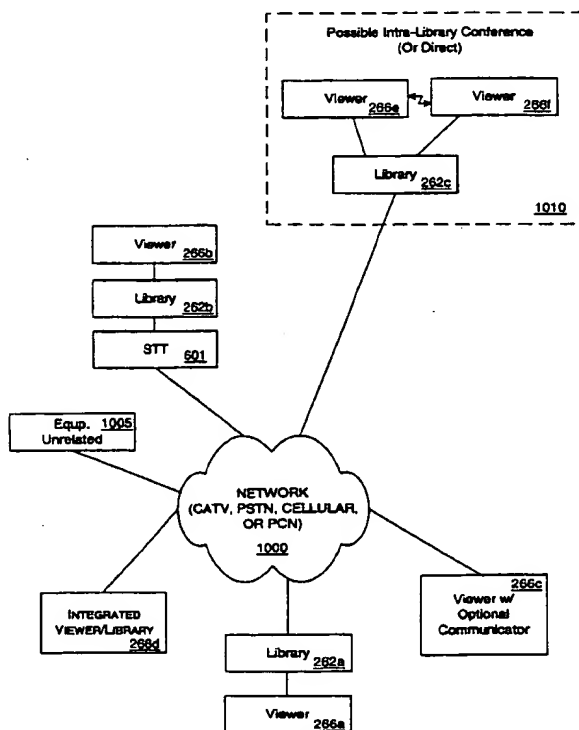 Possible Intra-Library Conference
(Or Direct)
Viewer
266e
Viewer
266f
Library
262c
1010
Viewer
266b
Library
262b
STT
601
Equp. 1005
Unrelated
NETWORK
(CATV, PSTN, CELLULAR,
OR PCN)
1000
INTEGRATED
VIEWER/LIBRARY
266d
266c
Viewer w/
Optional
Communicator
Library
262a
Viewer
266a